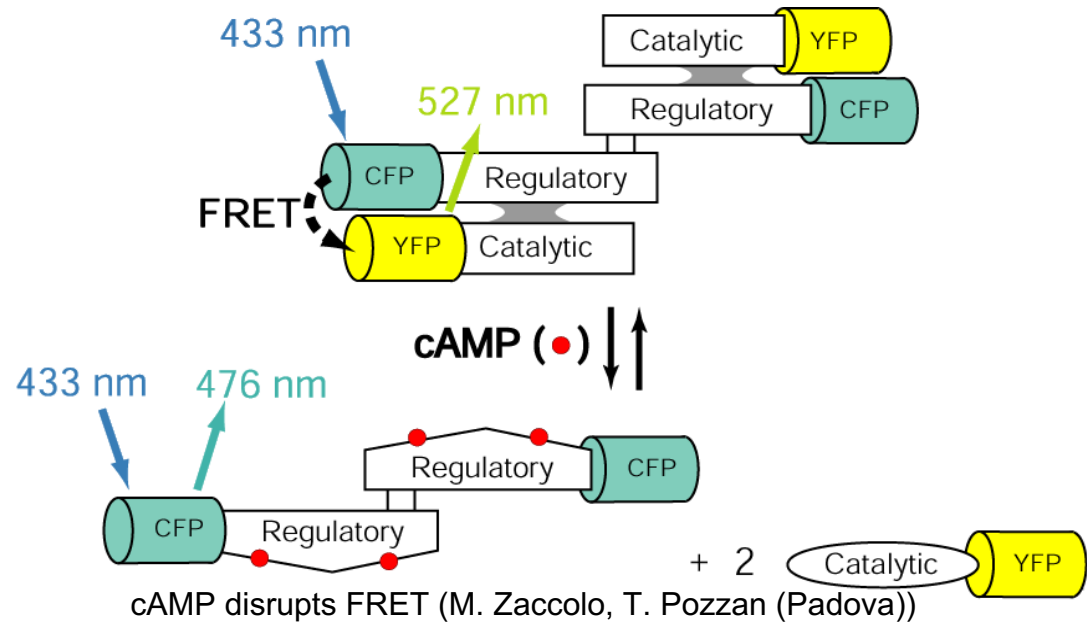 433 nm
Catalytic YFP
527 nm
Regulatory CFP
CFP Regulatory
FRET
YFP Catalytic
cAMP ( )
433 nm 476 nm
Regulatory CFP
CFP Regulatory
+ 2 Catalytic YFP
cAMP disrupts FRET (M. Zaccolo, T. Pozzan (Padova))